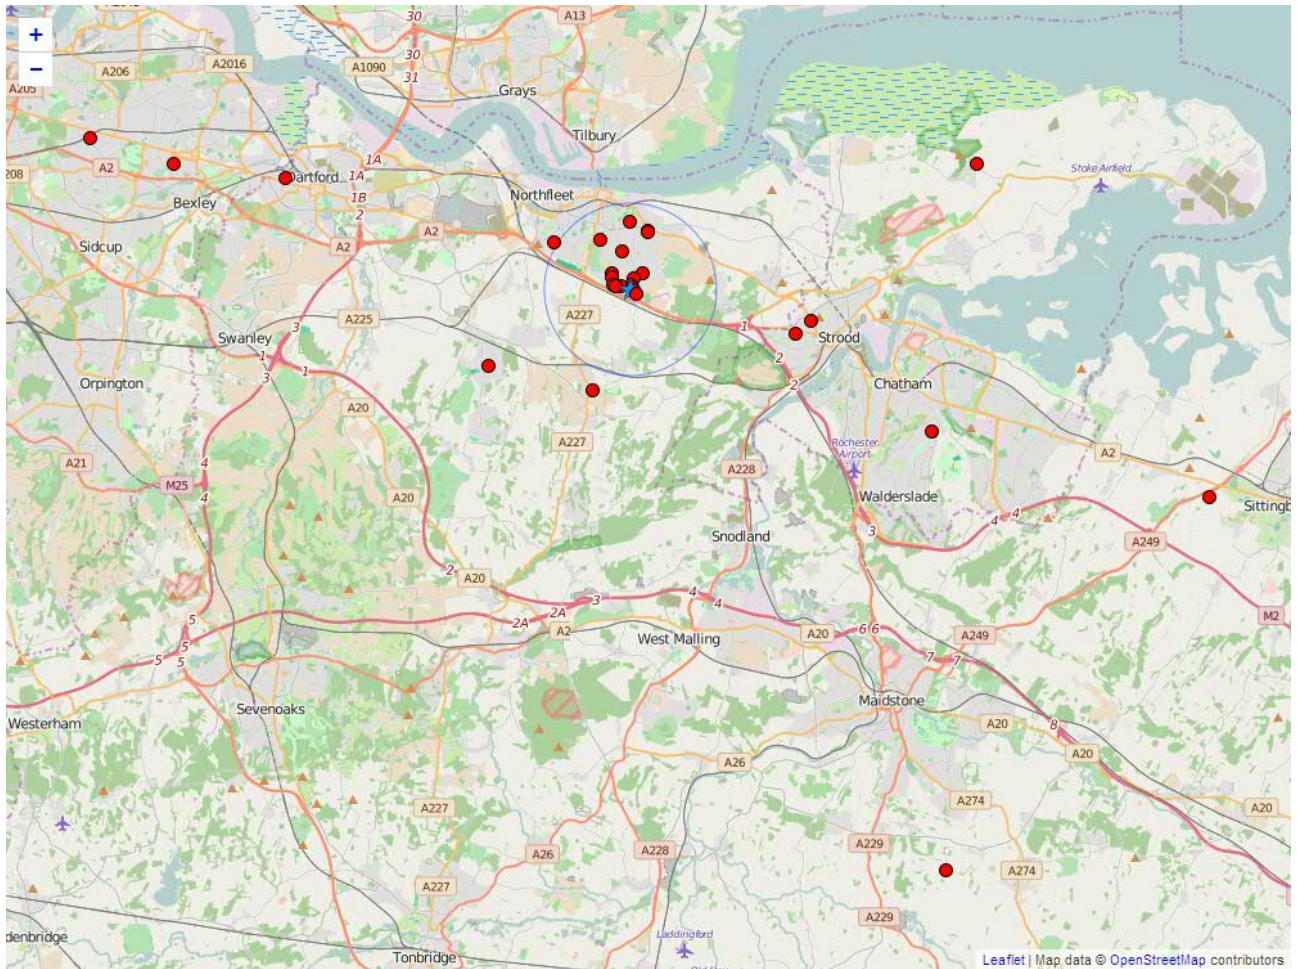 30
A13
+
A2016
30
A206
A1090
−
31
A205
Grays
Tilbury
1A
A2
1A
208
Dartford
Stoke Airfield
1B
Northfleet
Bexley
2
A2
A2
Sidcup
A227
A225
3
1
Swanley
Strood
1
2
3
1
Orpington
2
Chatham
A20
A227
Rochester
Airport
A2
A21
4
A228
M25
4
A20
Walderslade
Sittingb
4
4
3
Snodland
A249
2
A20
4
3
4
2A
5
2A
M2
A2
A20
6
6
A249
5
West Malling
5
5
7
7
Maidstone
Sevenoaks
Westerham
A20
8
A20
A26
A274
A227
A20
A229
A228
A26
A274
A227
A229
Laddingford
denbridge
Tonbridge
Leaflet | Map data © OpenStreetMap contributors